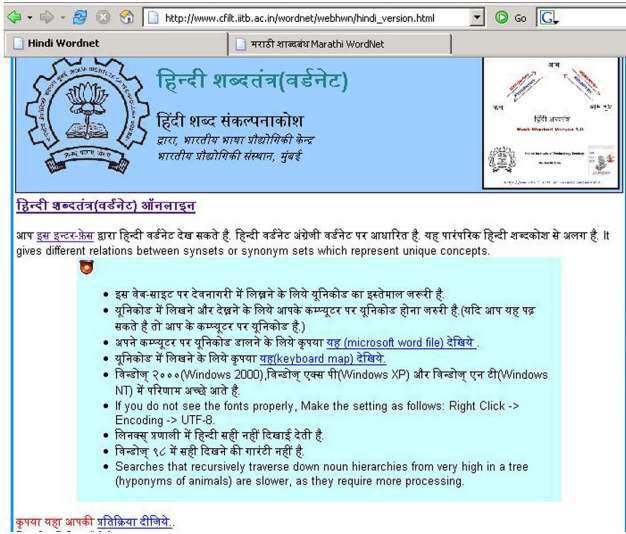 http://www.cfilt.iitb.ac.in/wordnet/webhwn/hindi_version.html
Go
Hindi Wordnet
मराठी शाब्दबंध Marathi WordNet
हिन्दी शब्दतंत्र(वर्डनेट)
हिंदी शब्द संकल्पनाकोश
द्वारा, भारतीय भाषा प्रौद्योगिकी केन्द्र
भारतीय प्रौद्योगिकी संस्थान, मुंबई
Hindi Wordnet Version 1.0
हिन्दी शब्दतंत्र(वर्डनेट) ऑनलाइन
आप इस इन्टर-फ़ेस द्वारा हिन्दी वर्डनेट देख सकते है. हिन्दी वर्डनेट अंग्रेजी वर्डनेट पर आधारित है. यह पारंपरिक हिन्दी शब्दकोश से अलग है. It
gives different relations between synsets or synonym sets which represent unique concepts.
इस वेब-साइट पर देवनागरी में लिखने के लिये यूनिकोड का इस्तेमाल जरूरी है.
यूनिकोड में लिखने और देखने के लिये आपके कम्प्यूटर पर यूनिकोड होना जरुरी है.(यदि आप यह पढ़
सकते है तो आप के कम्प्यूटर पर यूनिकोड है.)
अपने कम्प्यूटर पर यूनिकोड डालने के लिये कृपया यह (microsoft word file) देखिये .
यूनिकोड में लिखने के लिये कृपया यह(keyboard map) देखिये.
विन्डोज् २०००(Windows 2000),विन्डोज् एक्स पी(Windows XP) और विन्डोज् एन टी(Windows
NT) में परिणाम अच्छे आते है.
If you do not see the fonts properly, Make the setting as follows: Right Click ->
Encoding -> UTF-8.
लिनक्स् प्रणाली में हिन्दी सही नहीं दिखाई देती है.
विन्डोज् ९८ में सही दिखने की गारंटी नहीं है.
Searches that recursively traverse down noun hierarchies from very high in a tree
(hyponyms of animals) are slower, as they require more processing.
कृपया यहा आपकी प्रतिक्रिया दीजिये..